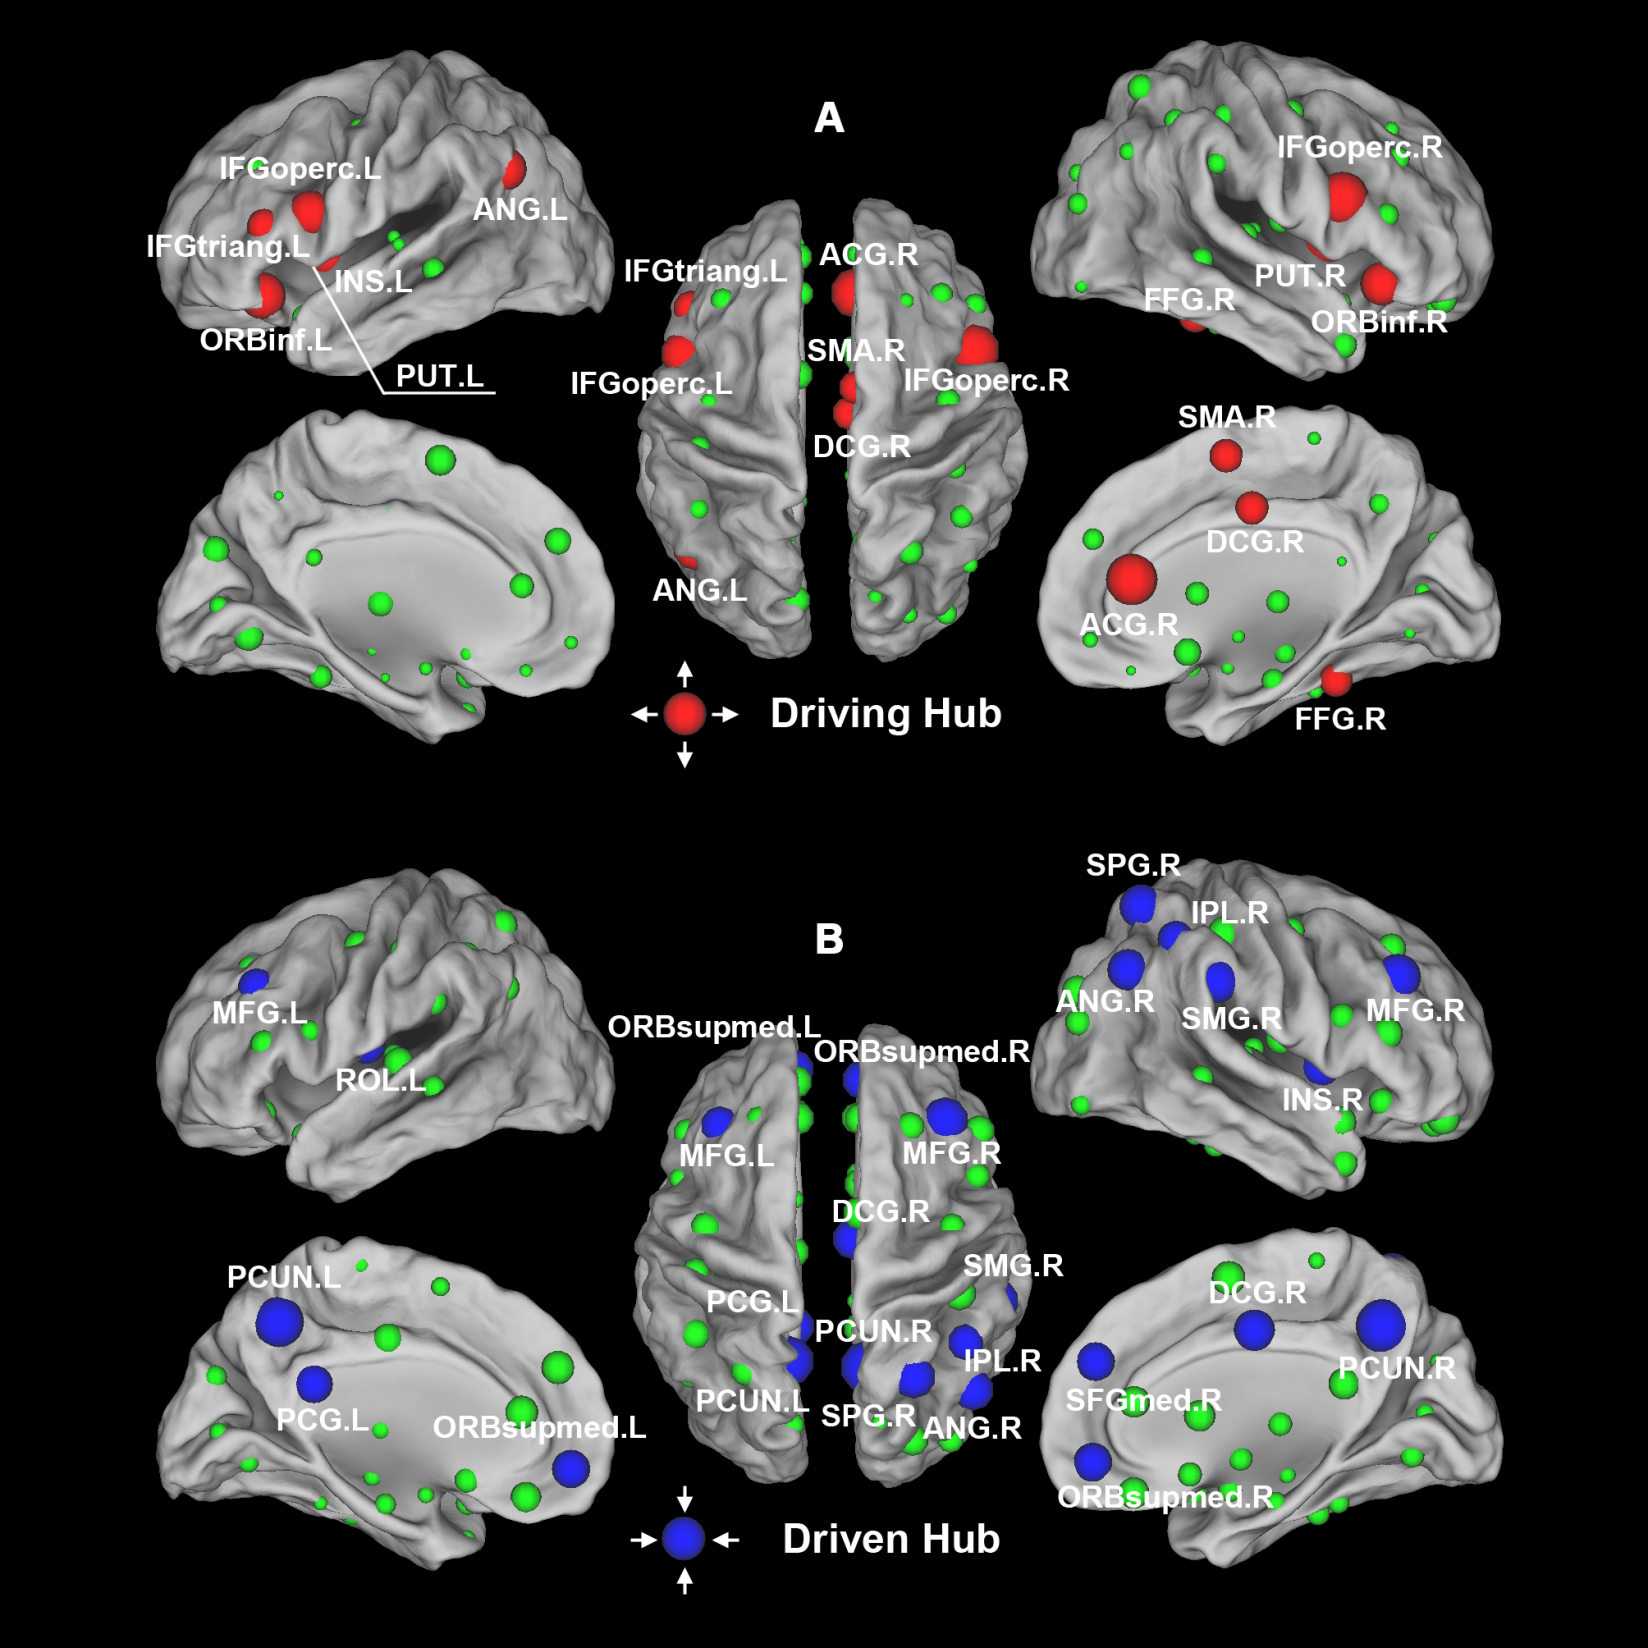 A
IFGoperc.L
ANG.L
IFGtriang.L
INS.L
ORBinf.L
PUT.L
IFGtriang.L
ACG.R
SMA.R
IFGoperc.L
IFGoperc.R
DCG.R
ANG.L
IFGoperc.R
PUT.R
FFG.R
ORBinf.R
SMA.R
DCG.R
ACG.R
FFG.R
Driving Hub
B
MFG.L
ROL.L
ORBsupmed.L
ORBsupmed.R
MFG.L
MFG.R
DCG.R
SMG.R
PCG.L
PCUN.R
IPL.R
PCUN.L
SPG.R
ANG.R
SPG.R
IPL.R
ANG.R
SMG.R
MFG.R
INS.R
PCUN.L
PCG.L
ORBsupmed.L
DCG.R
PCUN.R
SFGmed.R
ORBsupmed.R
Driven Hub